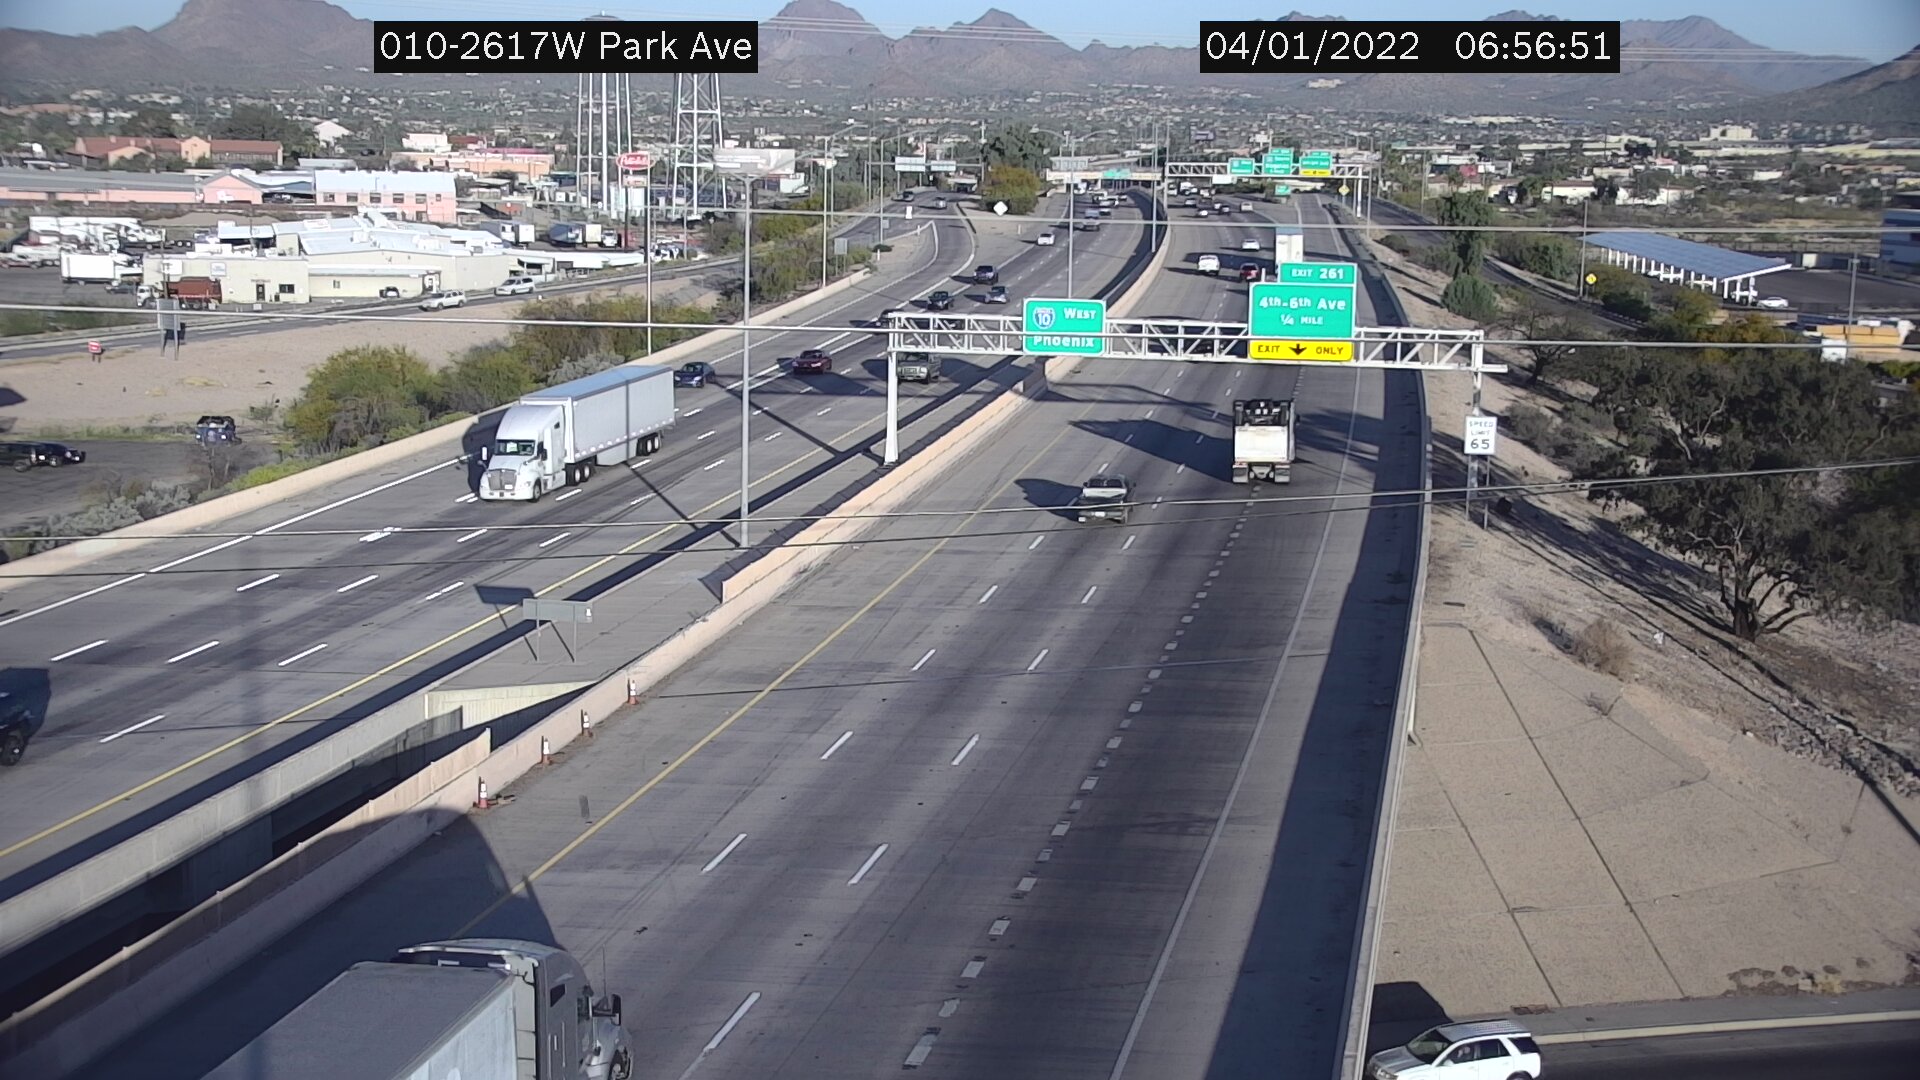 010-2617W Park Ave
04/01/2022 06:56:51
EXIT 261
4th-6th Ave
1/4 MILE
EXIT ONLY
10
WEST
Phoenix
SPEED
LIMIT
65